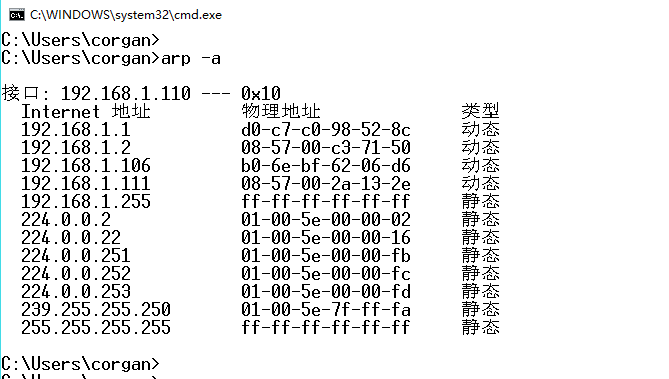 C:\WINDOWS\system32\cmd.exe
C:\Users\corgan>
C:\Users\corgan>arp -a
接口: 192.168.1.110 --- 0x10
Internet 地址 物理地址 类型
192.168.1.1 d0-c7-c0-98-52-8c 动态
192.168.1.2 08-57-00-c3-71-50 动态
192.168.1.106 b0-6e-bf-62-06-d6 动态
192.168.1.111 08-57-00-2a-13-2e 动态
192.168.1.255 ff-ff-ff-ff-ff-ff 静态
224.0.0.2 01-00-5e-00-00-02 静态
224.0.0.22 01-00-5e-00-00-16 静态
224.0.0.251 01-00-5e-00-00-fb 静态
224.0.0.252 01-00-5e-00-00-fc 静态
224.0.0.253 01-00-5e-00-00-fd 静态
239.255.255.250 01-00-5e-7f-ff-fa 静态
255.255.255.255 ff-ff-ff-ff-ff-ff 静态
C:\Users\corgan>
C:\Users\corgan>